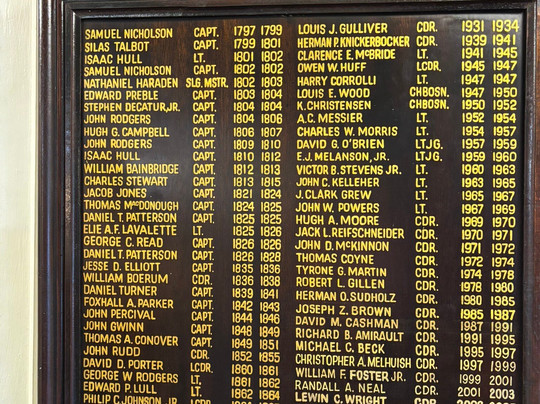 SAMUEL NICHOLSON CAPT. 1797 1799
SILAS TALBOT CAPT. 1799 1801
ISAAC HULL LT. 1801 1802
SAMUEL NICHOLSON CAPT. 1802 1802
NATHANIEL HARADEN SLG. MSTR. 1802 1803
EDWARD PREBLE CAPT. 1803 1804
STEPHEN DECATUR, JR. CAPT. 1804 1804
JOHN RODGERS CAPT. 1804 1806
HUGH G. CAMPBELL CAPT. 1806 1807
JOHN RODGERS CAPT. 1809 1810
ISAAC HULL CAPT. 1810 1812
WILLIAM BAINBRIDGE CAPT. 1812 1813
CHARLES STEWART CAPT. 1813 1815
JACOB JONES CAPT. 1821 1824
THOMAS MACDONOUGH CAPT. 1824 1825
DANIEL T. PATTERSON CAPT. 1825 1825
ELIE A.F. LAVALETTE LT. 1825 1826
GEORGE C. READ CAPT. 1826 1826
DANIEL T. PATTERSON CAPT. 1826 1828
JESSE D. ELLIOTT CAPT. 1835 1836
WILLIAM BOERUM CDR. 1836 1838
DANIEL TURNER CAPT. 1839 1841
FOXHALL A. PARKER CAPT. 1842 1843
JOHN PERCIVAL CAPT. 1844 1846
JOHN GWINN CAPT. 1848 1849
THOMAS A. CONOVER CAPT. 1849 1851
JOHN RUDD CDR. 1852 1855
DAVID D. PORTER LCDR. 1860 1861
GEORGE W RODGERS LT. 1861 1862
EDWARD P. LULL LT. 1862 1864
PHILIP C. JOHNSON, JR. LCDR.
LOUIS J. GULLIVER CDR. 1931 1934
HERMAN P. KNICKERBOCKER CDR. 1939 1941
CLARENCE E. McBRIDE LT. 1941 1945
OWEN W. HUFF LCDR. 1945 1947
HARRY CORROLLI LT. 1947 1947
LOUIS E. WOOD CHBOSN. 1947 1950
K. CHRISTENSEN CHBOSN. 1950 1952
A.C. MESSIER LT. 1952 1954
CHARLES W. MORRIS LT. 1954 1957
DAVID G. O'BRIEN LTJG. 1957 1959
E.J. MELANSON, JR. LTJG. 1959 1960
VICTOR B. STEVENS JR. LT. 1960 1963
JOHN C. KELLEHER LT. 1963 1965
J. CLARK GREW LT. 1965 1967
JOHN W. POWERS LT. 1967 1969
HUGH A. MOORE CDR. 1969 1970
JACK L. REIFSCHNEIDER CDR. 1970 1971
JOHN D. McKINNON CDR. 1971 1972
THOMAS COYNE CDR. 1972 1974
TYRONE G. MARTIN CDR. 1974 1978
ROBERT L. GILLEN CDR. 1978 1980
HERMAN O. SUDHOLZ CDR. 1980 1985
JOSEPH Z. BROWN CDR. 1985 1987
DAVID M. CASHMAN CDR. 1987 1991
RICHARD B. AMIRAULT CDR. 1991 1995
MICHAEL C. BECK CDR. 1995 1997
CHRISTOPHER A. MELHUISH CDR. 1997 1999
WILLIAM F. FOSTER JR. CDR. 1999 2001
RANDALL A. NEAL CDR. 2001 2003
LEWIN C. WRIGHT CDR.